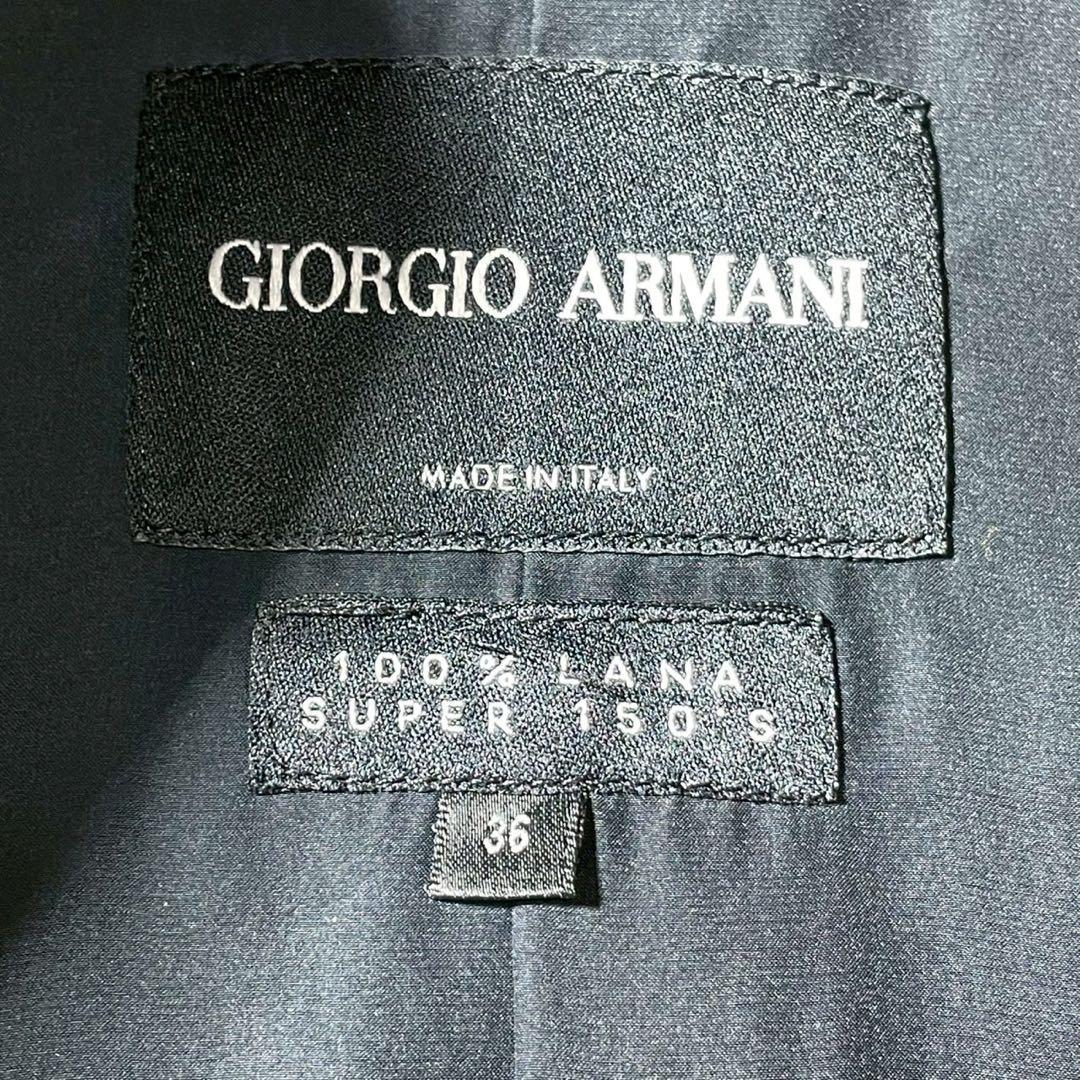 GIORGIO ARMANI
MADE IN ITALY
100% LANA
SUPER 150'S
36